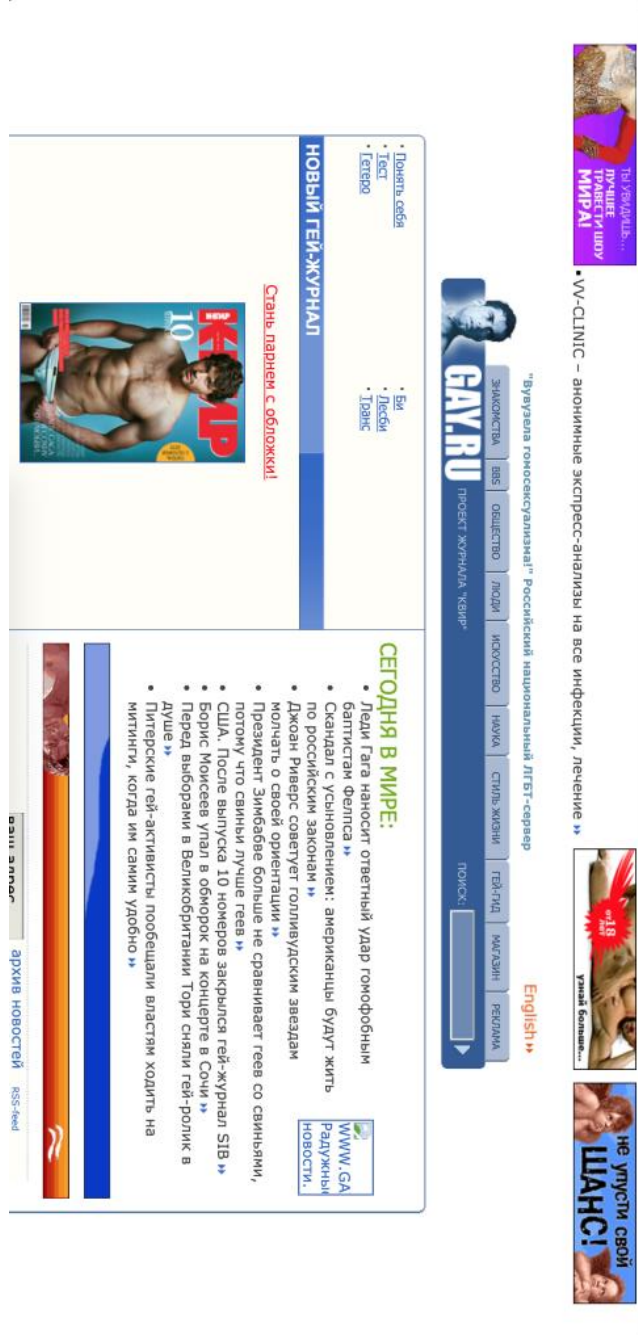 ТЫ УВИДИШЬ...
ЛУЧШЕЕ
ТРАВЕСТИ ШОУ
МИРА!
от 18
лет
узнай больше...
не упусти свой
ШАНС!
• VV-CLINIC – анонимные экспресс-анализы на все инфекции, лечение »
"Вувузела гомосексуализма!" Российский национальный ЛГБТ-сервер
English »
ЗНАКОМСТВА BBS ОБЩЕСТВО ЛЮДИ ИСКУССТВО НАУКА СТИЛЬ ЖИЗНИ ГЕЙ-ГИД МАГАЗИН РЕКЛАМА
GAY.RU ПРОЕКТ ЖУРНАЛА "КВИР" ПОИСК:
• Понять себя
• Тест
• Гетеро
• Би
• Лесби
• Транс
НОВЫЙ ГЕЙ-ЖУРНАЛ
Стань парнем с обложки!
КВИР
10
СЕГОДНЯ В МИРЕ:
• Леди Гага наносит ответный удар гомофобным
баптистам Фелпса »
• Скандал с усыновлением: американцы будут жить
по российским законам »
• Джоан Риверс советует голливудским звездам
молчать о своей ориентации »
• Президент Зимбабве больше не сравнивает геев со свиньями,
потому что свиньи лучше геев »
• США. После выпуска 10 номеров закрылся гей-журнал SIB »
• Борис Моисеев упал в обморок на концерте в Сочи »
• Перед выборами в Великобритании Тори сняли гей-ролик в
душе »
• Питерские гей-активисты пообещали властям ходить на
митинги, когда им самим удобно »
WWW.GA
Радужны
новости.
ваш адрес
архив новостей RSS-feed